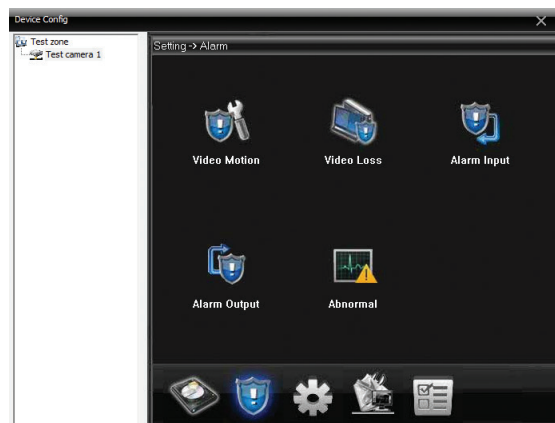 Device Config
Test zone
Test camera 1
Setting -> Alarm
Video Motion
Video Loss
Alarm Input
Alarm Output
Abnormal